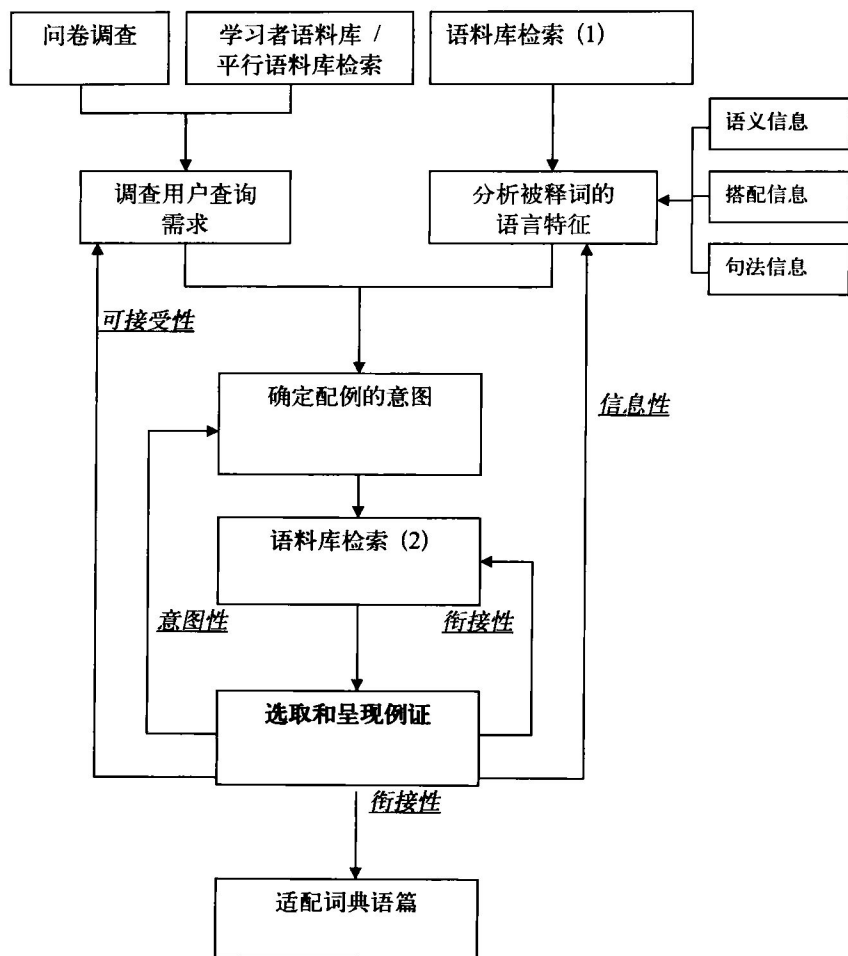 问卷调查
学习者语料库 /
平行语料库检索
语料库检索 (1)
语义信息
搭配信息
句法信息
调查用户查询
需求
分析被释词的
语言特征
可接受性
信息性
确定配例的意图
语料库检索 (2)
意图性
衔接性
选取和呈现例证
衔接性
适配词典语篇